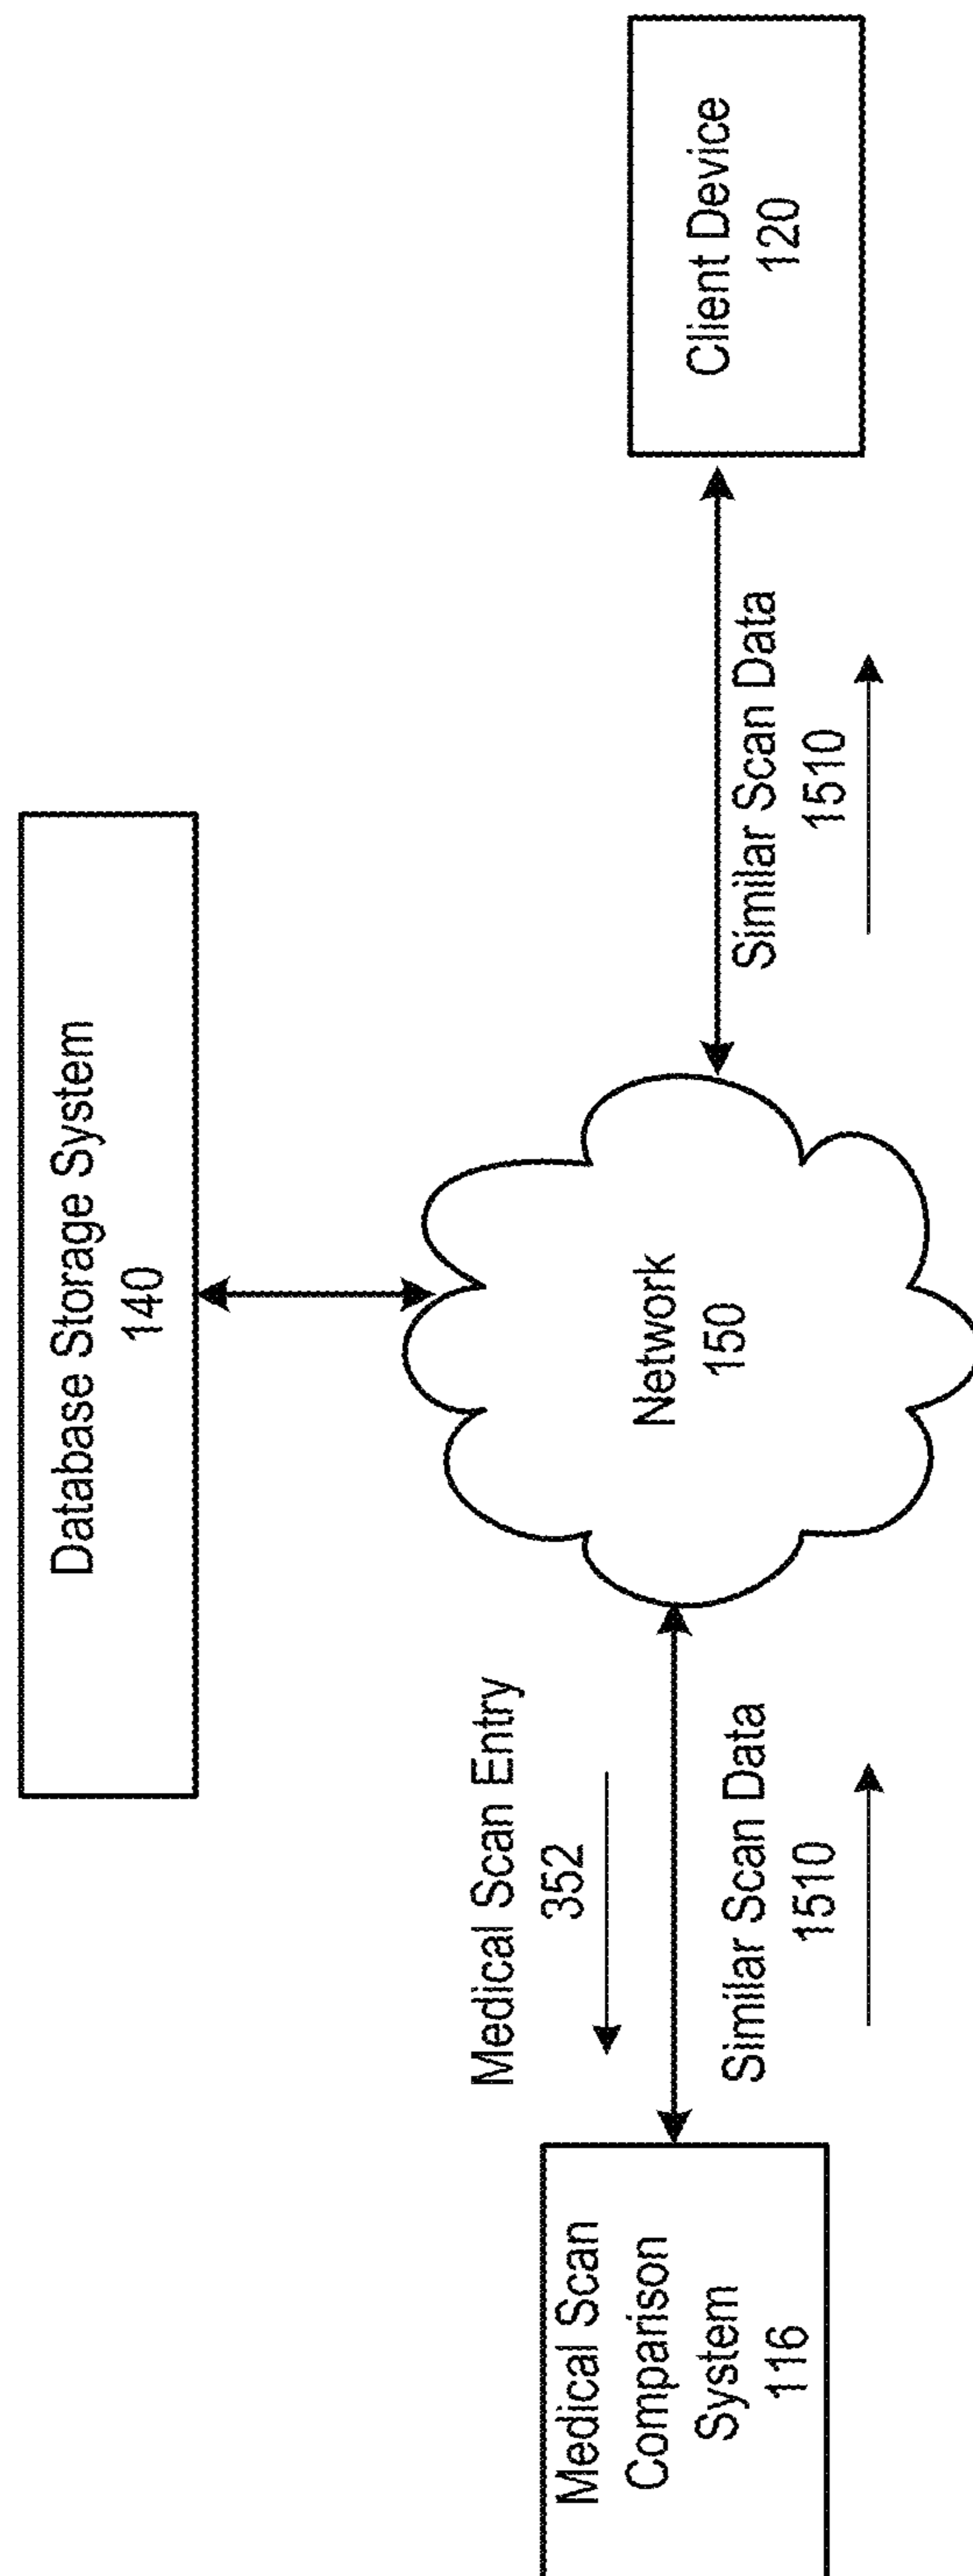 Database Storage System
140
Medical Scan
Comparison
System
116
Medical Scan Entry
352
Similar Scan Data
1510
Network
150
Similar Scan Data
1510
Client Device
120